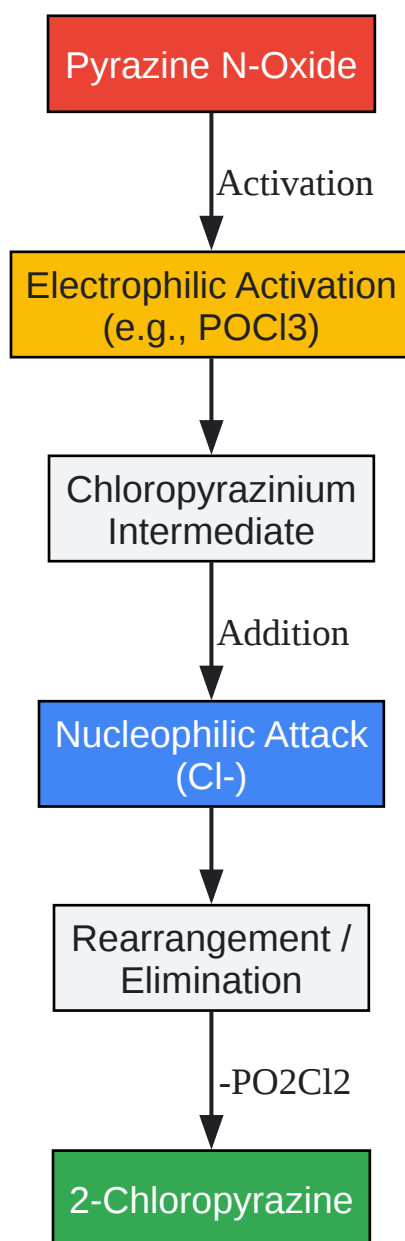 Pyrazine N-Oxide
Activation
Electrophilic Activation
(e.g., POCl3)
Chloropyrazinium
Intermediate
Addition
Nucleophilic Attack
(Cl-)
Rearrangement /
Elimination
-PO2Cl2
2-Chloropyrazine